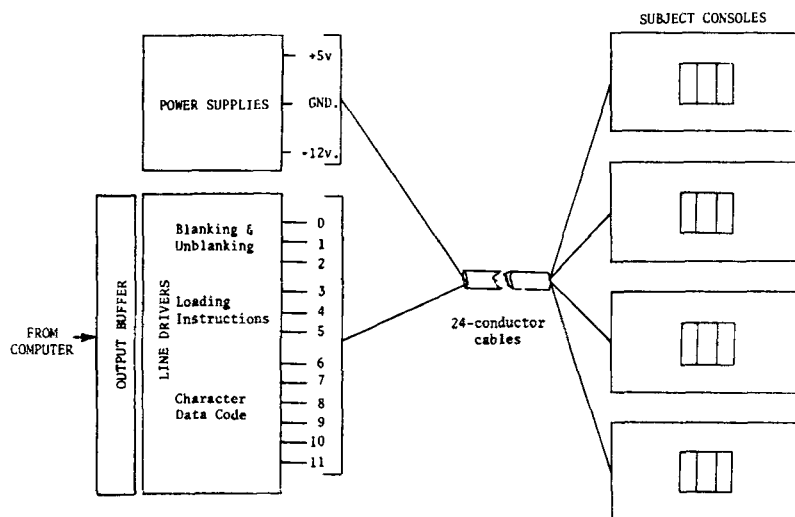 SUBJECT CONSOLES
POWER SUPPLIES
+5v
GND.
-12v.
FROM
COMPUTER
OUTPUT BUFFER
LINE DRIVERS
Blanking &
Unblanking
Loading
Instructions
Character
Data Code
0
1
2
3
4
5
6
7
8
9
10
11
24-conductor
cables